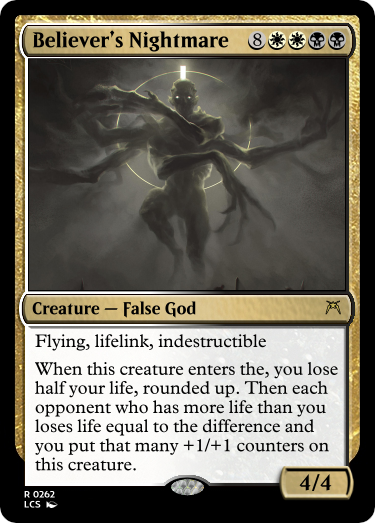 Believer's Nightmare 8
Creature — False God
Flying, lifelink, indestructible
When this creature enters the, you lose
half your life, rounded up. Then each
opponent who has more life than you
loses life equal to the difference and
you put that many +1/+1 counters on
this creature.
4/4
R 0262
LCS